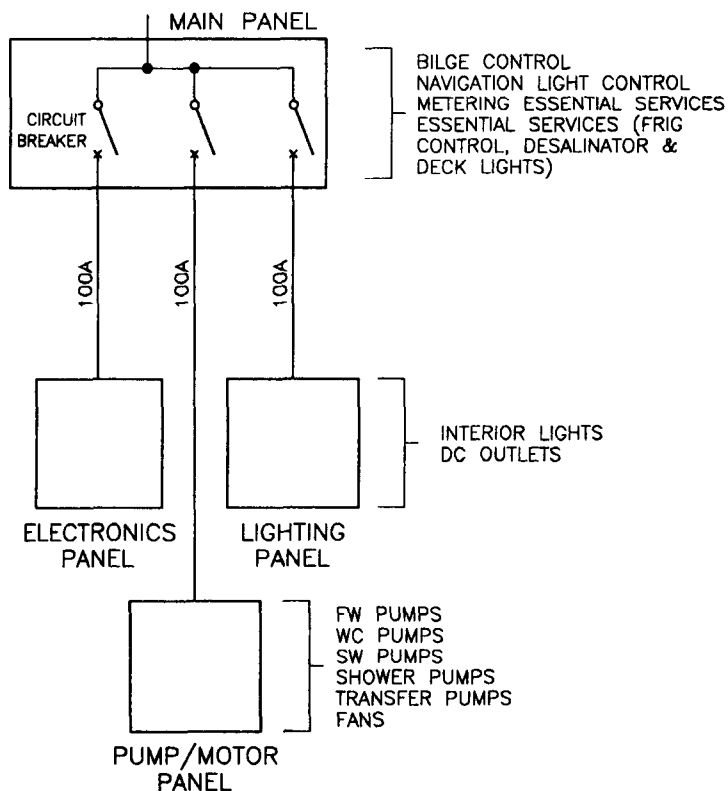 MAIN PANEL
BILGE CONTROL
NAVIGATION LIGHT CONTROL
METERING ESSENTIAL SERVICES
ESSENTIAL SERVICES (FRIG
CONTROL, DESALINATOR &
DECK LIGHTS)
CIRCUIT
BREAKER
100A
100A
100A
INTERIOR LIGHTS
DC OUTLETS
ELECTRONICS
PANEL
LIGHTING
PANEL
FW PUMPS
WC PUMPS
SW PUMPS
SHOWER PUMPS
TRANSFER PUMPS
FANS
PUMP/MOTOR
PANEL